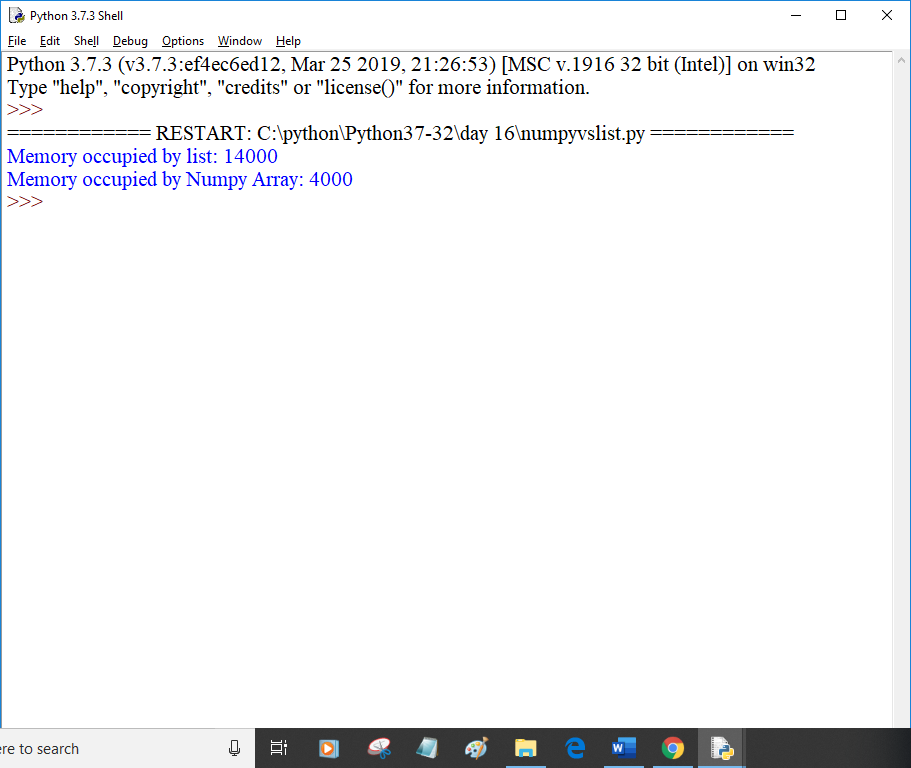 Python 3.7.3 Shell
File Edit Shell Debug Options Window Help
Python 3.7.3 (v3.7.3:ef4ec6ed12, Mar 25 2019, 21:26:53) [MSC v.1916 32 bit (Intel)] on win32
Type "help", "copyright", "credits" or "license()" for more information.
>>>
============ RESTART: C:\python\Python37-32\day 16\numpyvslist.py ============
Memory occupied by list: 14000
Memory occupied by Numpy Array: 4000
>>>
ere to search